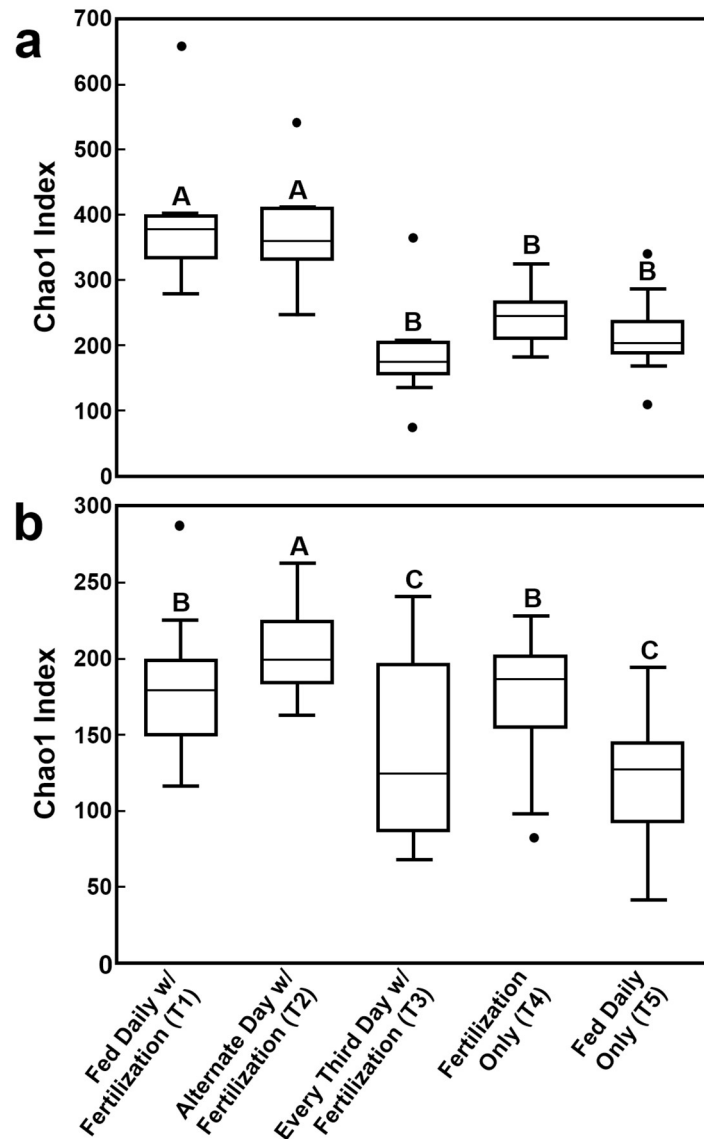 a
Chao1 Index
700
600
500
400
300
200
100
0
A
A
B
B
B
b
Chao1 Index
300
250
200
150
100
50
0
B
A
C
B
C
Fed Daily w/
Fertilization (T1)
Alternate Day w/
Fertilization (T2)
Every Third Day w/
Fertilization (T3)
Fertilization
Only (T4)
Fed Daily
Only (T5)